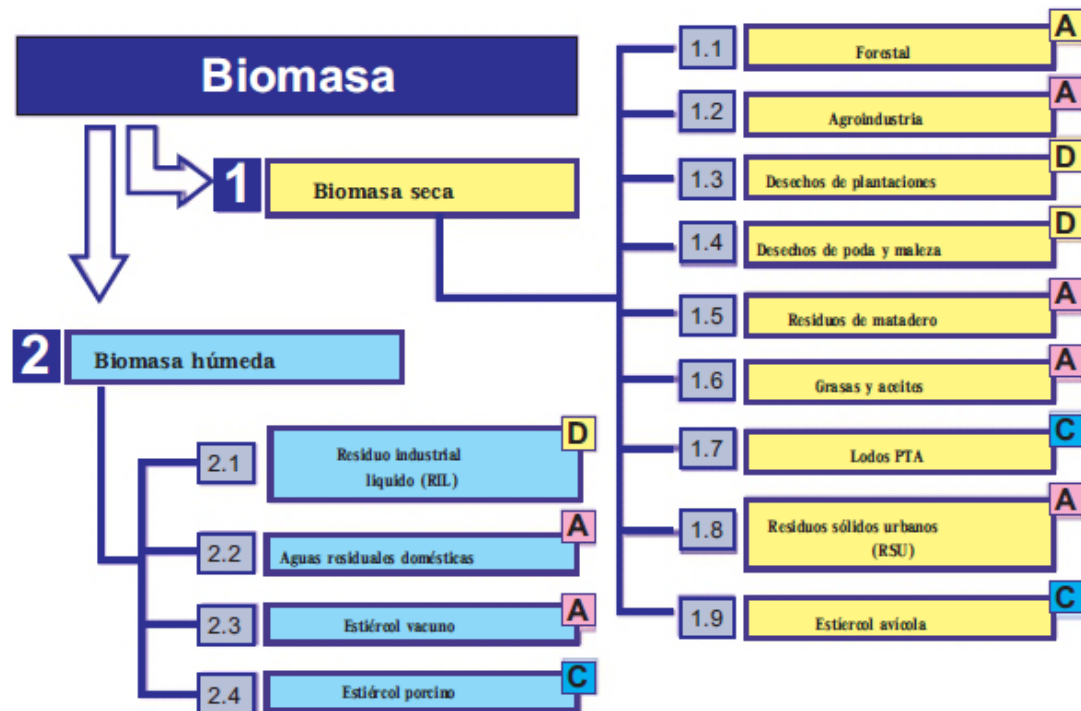 Biomasa
1
Biomasa seca
1.1
Forestal
A
1.2
Agroindustria
A
1.3
Desechos de plantaciones
D
1.4
Desechos de poda y maleza
D
1.5
Residuos de matadero
A
1.6
Grasas y aceites
A
1.7
Lodos PTA
C
1.8
Residuos sólidos urbanos
(RSU)
A
1.9
Estiercol avícola
C
2
Biomasa húmeda
2.1
Residuo industrial
líquido (RIL)
D
2.2
Aguas residuales domésticas
A
2.3
Estiércol vacuno
A
2.4
Estiércol porcino
C